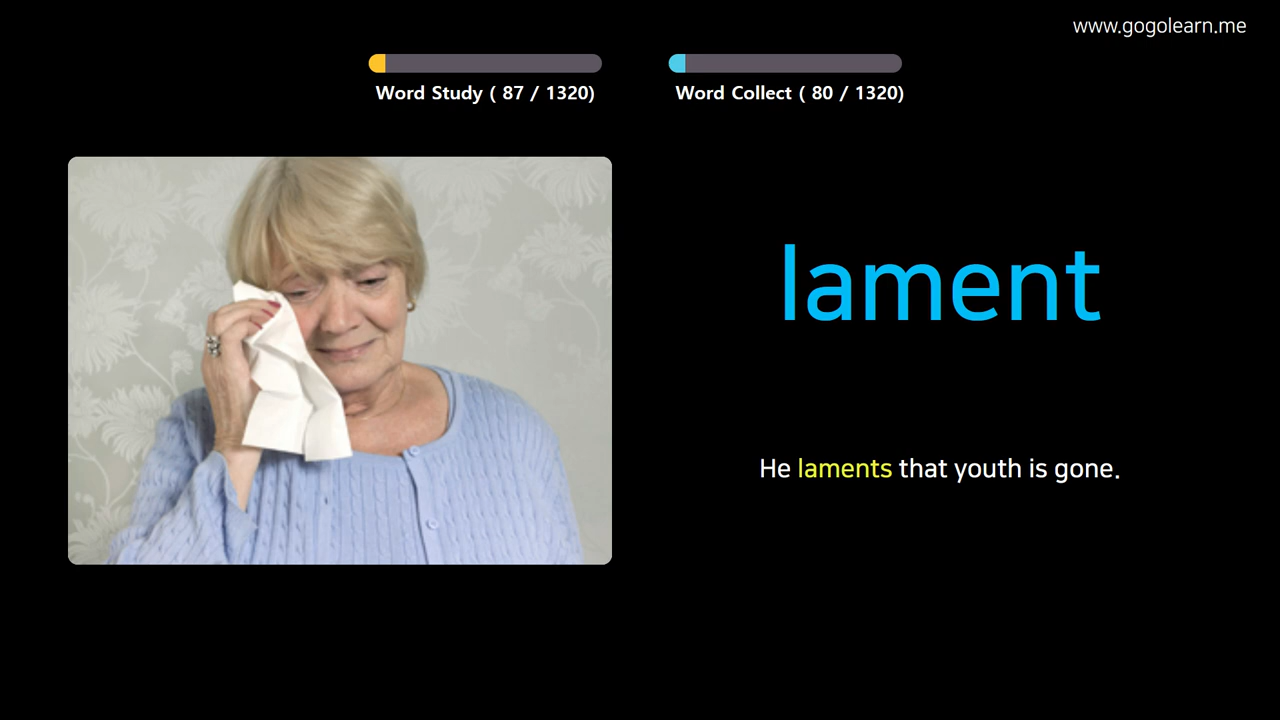 www.gogolearn.me
Word Study ( 87 / 1320)
Word Collect ( 80 / 1320)
lament
He laments that youth is gone.